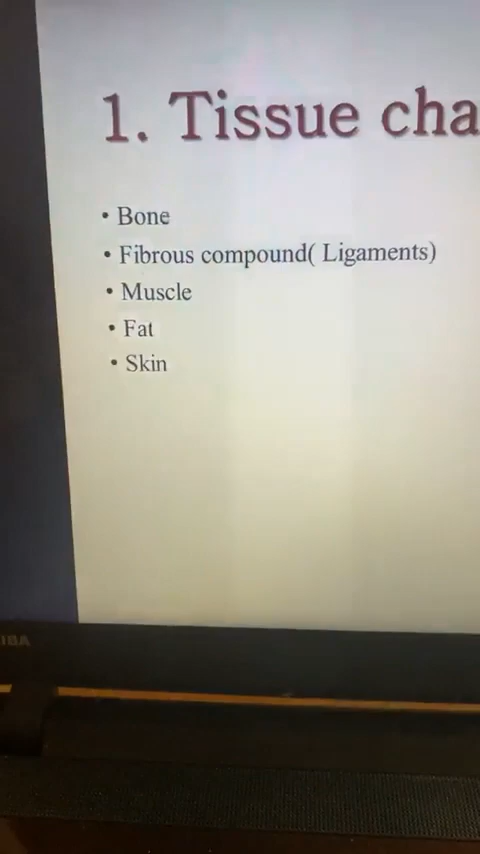 1. Tissue cha
• Bone
• Fibrous compound( Ligaments)
• Muscle
• Fat
• Skin
IBA